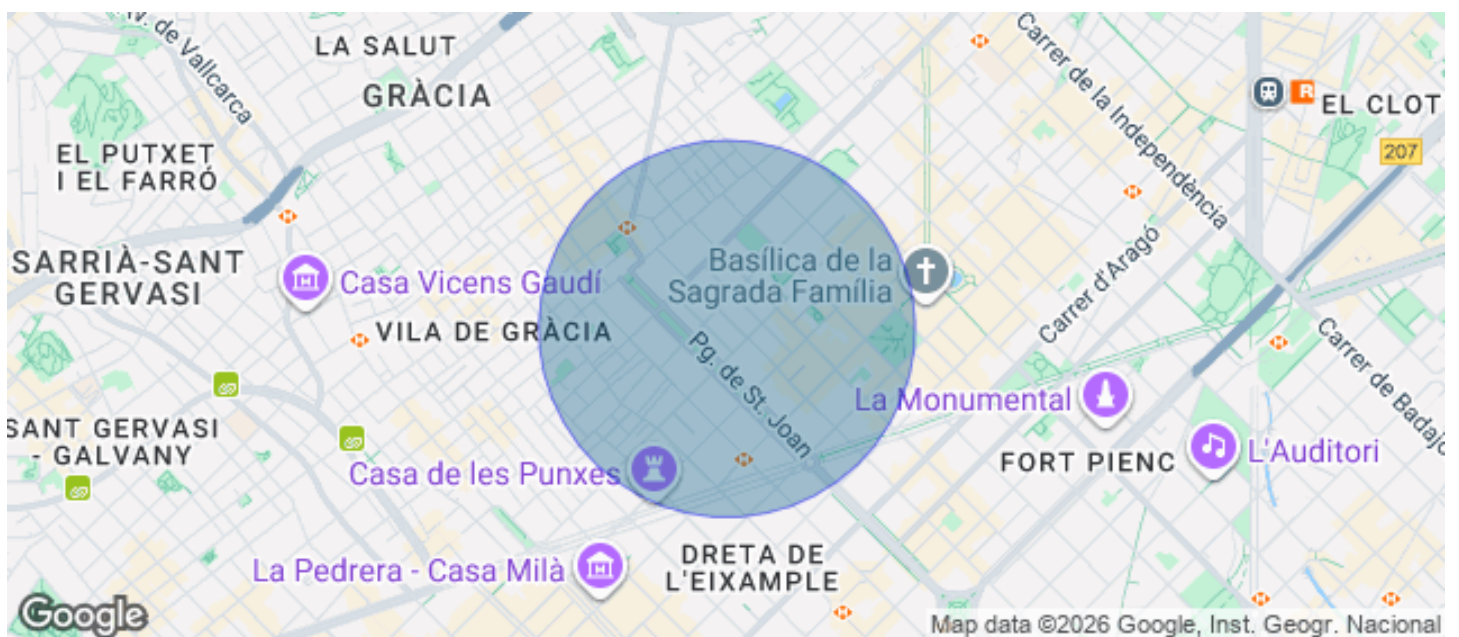 Av. de Vallcarca
LA SALUT
GRÀCIA
Carrer de la Independència
R
EL CLOT
207
EL PUTXET
I EL FARRÓ
SARRIÀ-SANT
GERVASI
Casa Vicens Gaudí
Basílica de la
Sagrada Família
Carrer d'Aragó
VILA DE GRÀCIA
Pg. de St. Joan
Carrer de Badajo
La Monumental
SANT GERVASI
- GALVANY
Casa de les Punxes
FORT PIENC
L'Auditori
La Pedrera - Casa Milà
DRETA DE
L'EIXAMPLE
Google
Map data ©2026 Google, Inst. Geogr. Nacional